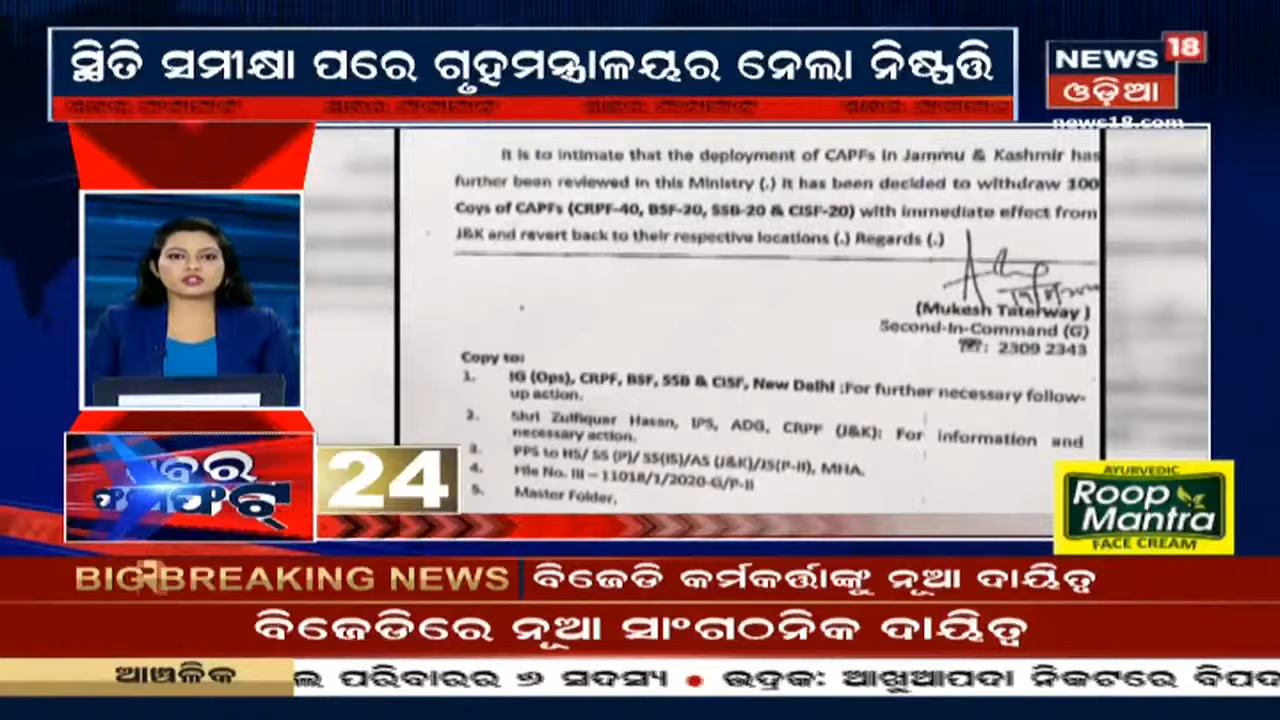 ସ୍ଥିତି ସମୀକ୍ଷା ପରେ ଗୃହମନ୍ତ୍ରାଳୟର ନେଲା ନିଷ୍ପତ୍ତି
NEWS 18
ଓଡ଼ିଆ
news18.com
It is to intimate that the deployment of CAPFs in Jammu & Kashmir has
further been reviewed in this Ministry (.) It has been decided to withdraw 100
Coys of CAPFs (CRPF-40, BSF-20, SSB-20 & CISF-20) with immediate effect from
J&K and revert back to their respective locations (.) Regards (.)
(Mukesh Taterway )
Second-In-Command (G)
☎: 2309 2343
Copy to:
1. IG (Ops), CRPF, BSF, SSB & CISF, New Delhi :For further necessary follow-
up action.
2. Shri Zulfiquar Hasan, IPS, ADG, CRPF (J&K): For information and
necessary action.
3. PPS to HS/ SS (P)/ SS(IS)/AS (J&K)/JS(P-II), MHA.
4. File No. III – 11018/1/2020-G/P-II
5. Master Folder.
ଖବର
ଫଟାଫଟ୍
24
AYURVEDIC
Roop
Mantra
FACE CREAM
BIG BREAKING NEWS
ବିଜେଡି କର୍ମକର୍ତ୍ତାଙ୍କୁ ନୂଆ ଦାୟିତ୍ୱ
ବିଜେଡିରେ ନୂଆ ସାଂଗଠନିକ ଦାୟିତ୍ୱ
ଆଞ୍ଚଳିକ
ଲ ପରିବାରର ୬ ସଦସ୍ୟ • ଭଦ୍ରକ: ଆଖୁଆପଦା ନିକଟରେ ବିପଦ